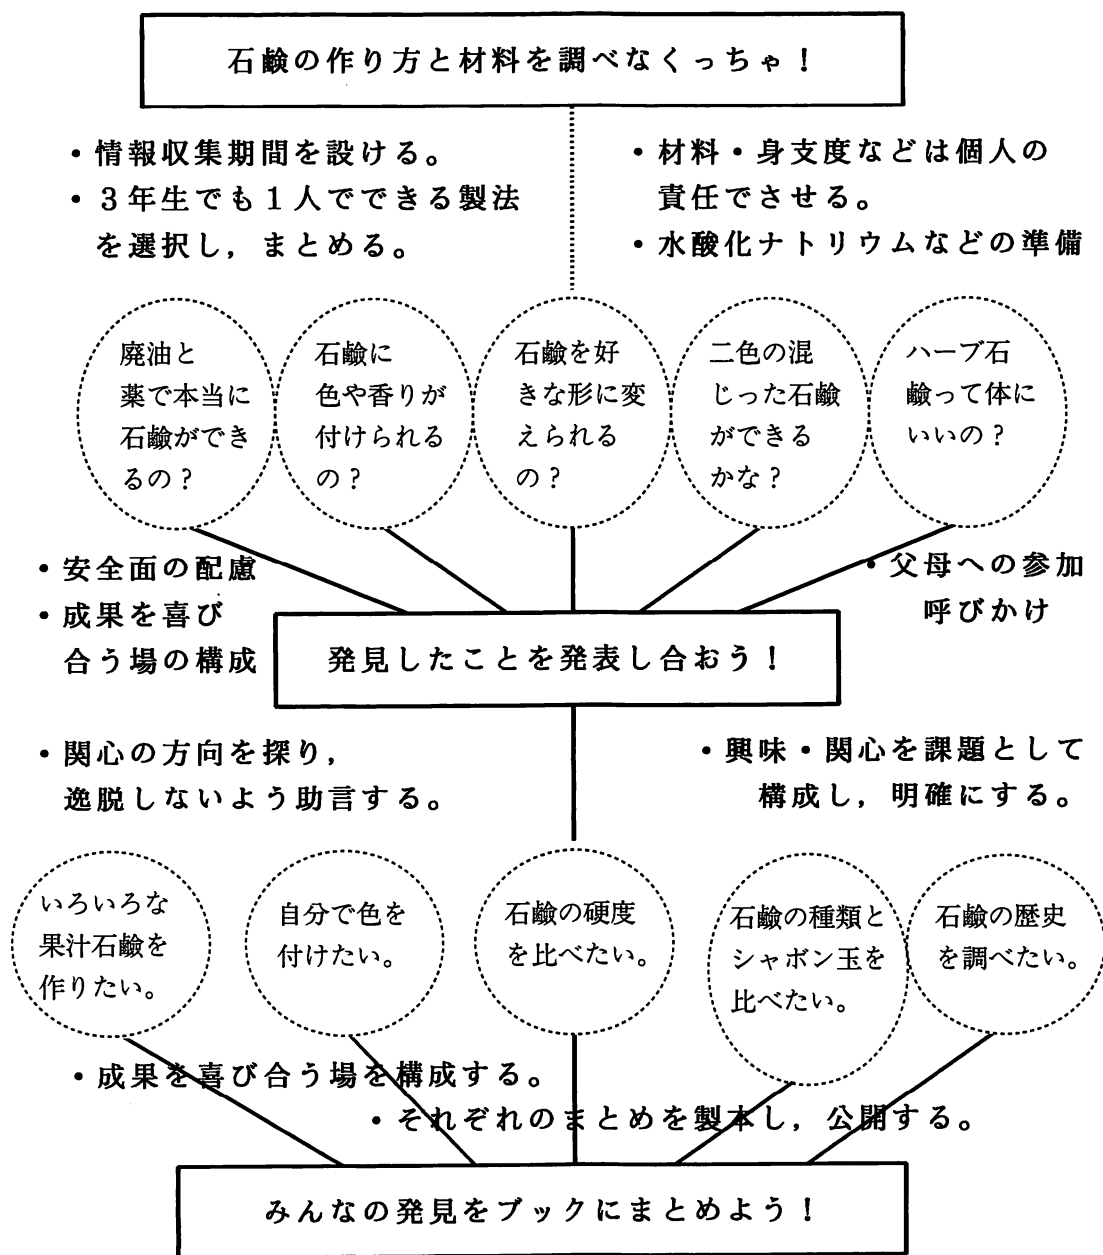 石鹸の作り方と材料を調べなくっちゃ！
・情報収集期間を設ける。
・３年生でも１人でできる製法
を選択し，まとめる。
・材料・身支度などは個人の
責任でさせる。
・水酸化ナトリウムなどの準備
廃油と
薬で本当に
石鹸ができ
るの？
石鹸に
色や香りが
付けられる
の？
石鹸を好
きな形に変
えられる
の？
二色の混
じった石鹸
ができる
かな？
ハーブ石
鹸って体に
いいの？
・安全面の配慮
・成果を喜び
合う場の構成
・父母への参加
呼びかけ
発見したことを発表し合おう！
・関心の方向を探り，
逸脱しないよう助言する。
・興味・関心を課題として
構成し，明確にする。
いろいろな
果汁石鹸を
作りたい。
自分で色を
付けたい。
石鹸の硬度
を比べたい。
石鹸の種類と
シャボン玉を
比べたい。
石鹸の歴史
を調べたい。
・成果を喜び合う場を構成する。
・それぞれのまとめを製本し，公開する。
みんなの発見をブックにまとめよう！